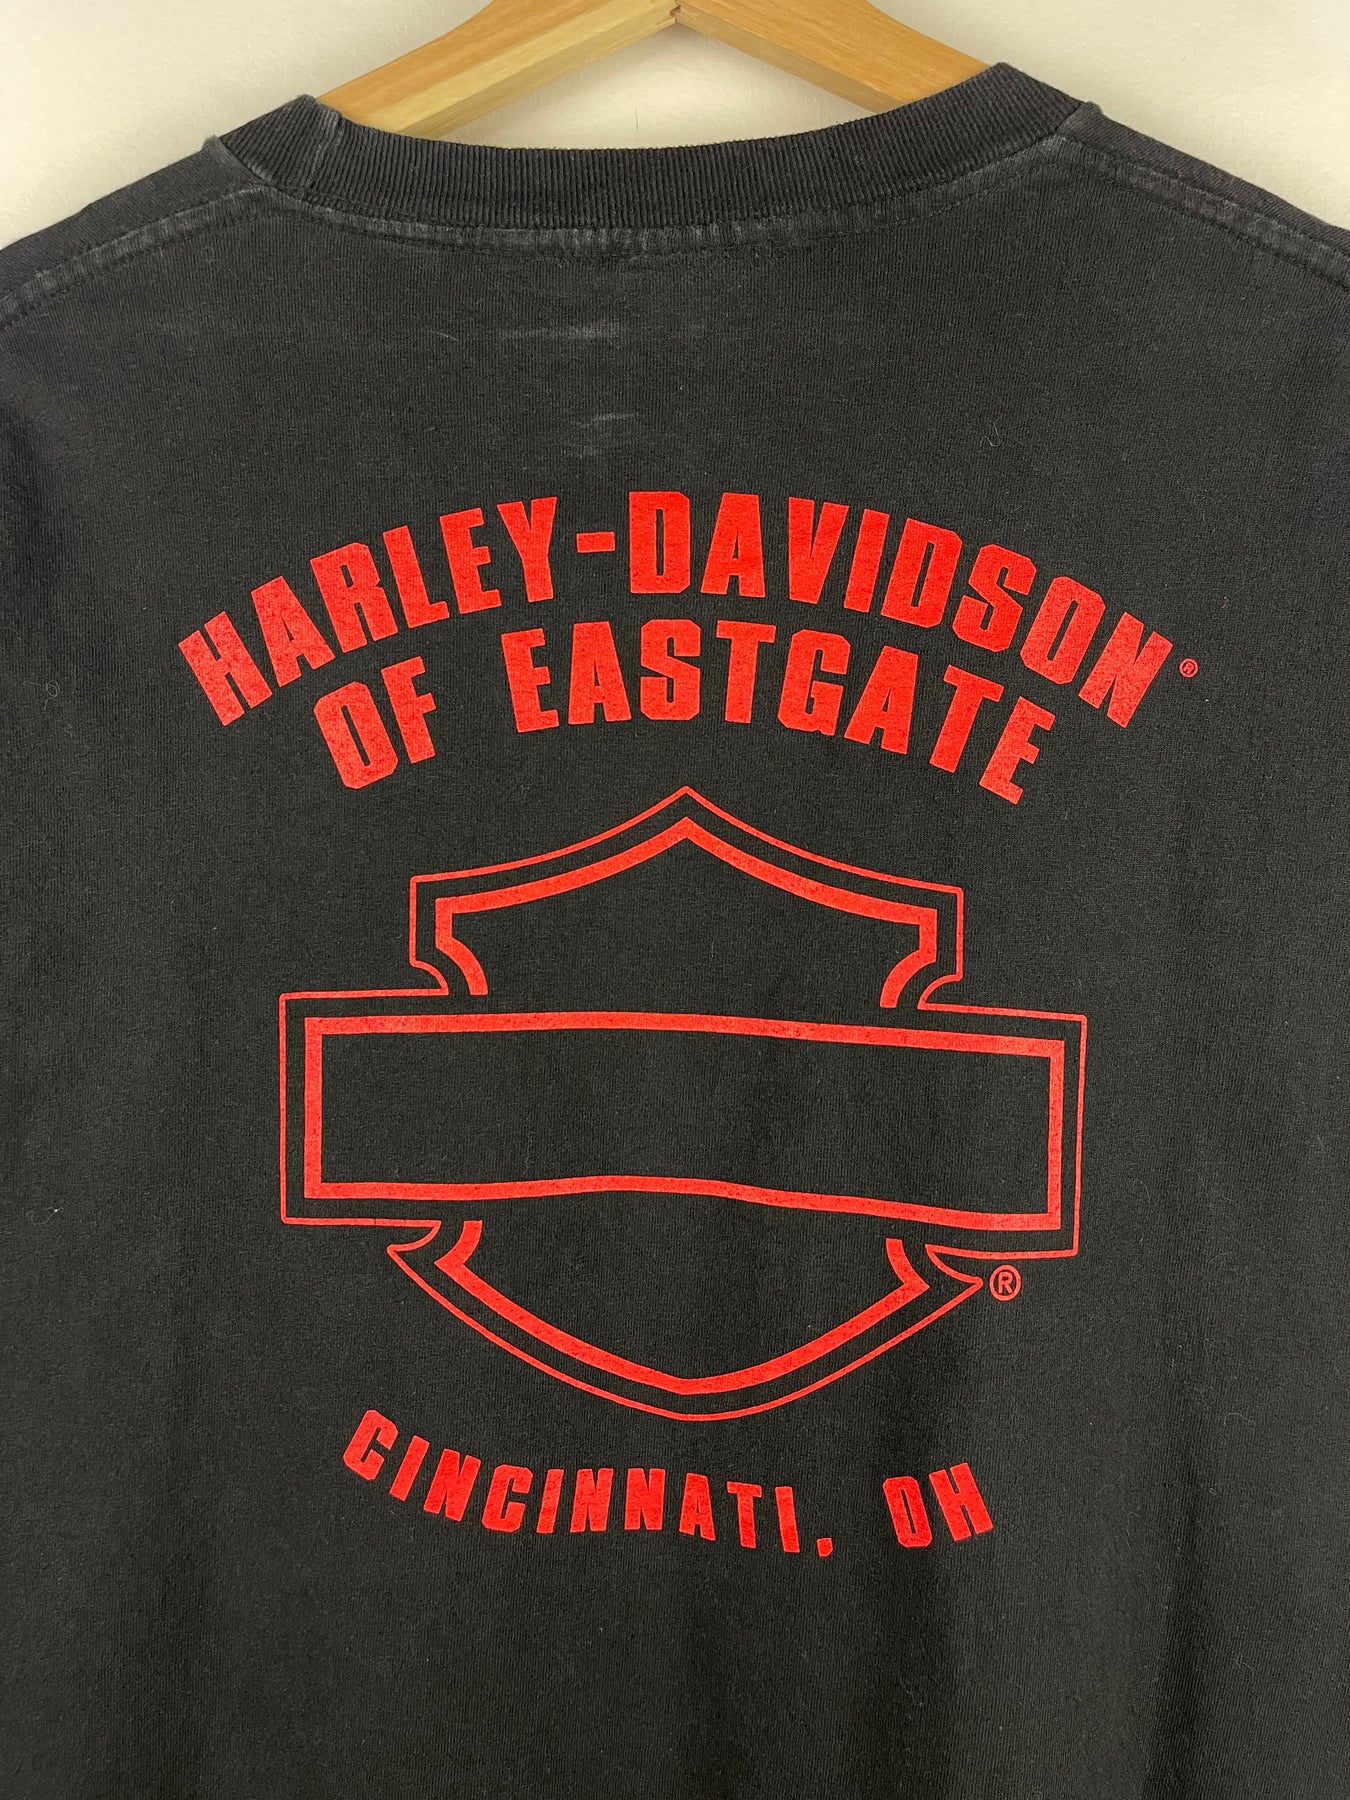 HARLEY-DAVIDSON®
OF EASTGATE
®
CINCINNATI, OH